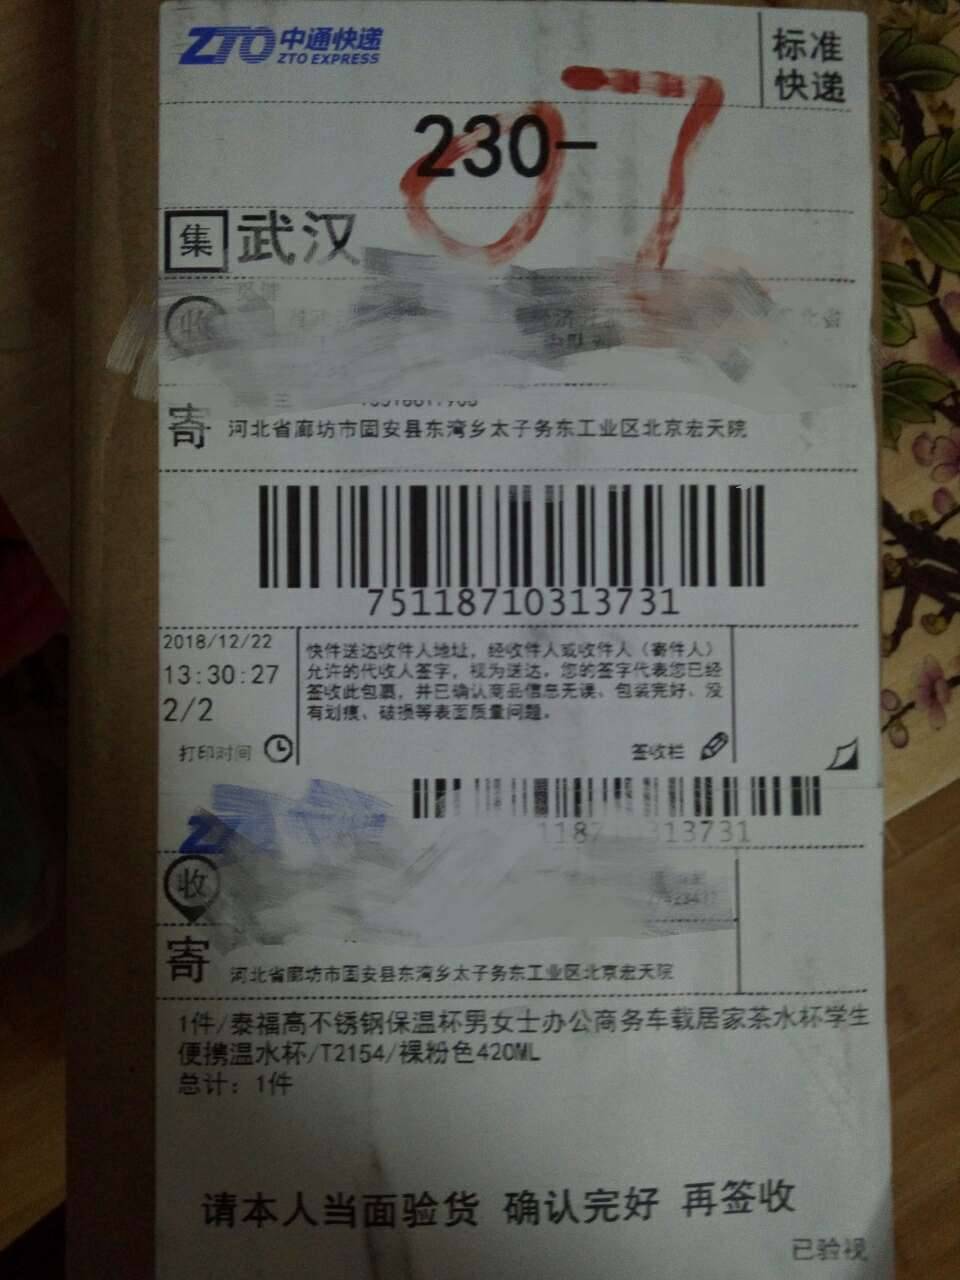 ZTO 中通快递
ZTO EXPRESS
标准
快递
230-
07
集 武汉
收
寄
河北省廊坊市固安县东湾乡太子务东工业区北京宏天院
75118710313731
2018/12/22
13:30:27
2/2
打印时间
快件送达收件人地址，经收件人或收件人（寄件人）
允许的代收人签字，视为送达。您的签字代表您已经
签收此包裹，并已确认商品信息无误、包装完好、没
有划痕、破损等表面质量问题。
签收栏
313731
收
寄
河北省廊坊市固安县东湾乡太子务东工业区北京宏天院
1件/泰福高不锈钢保温杯男女士办公商务车载居家茶水杯学生
便携温水杯/T2154/裸粉色420ML
总计：1件
请本人当面验货 确认完好 再签收
已验视